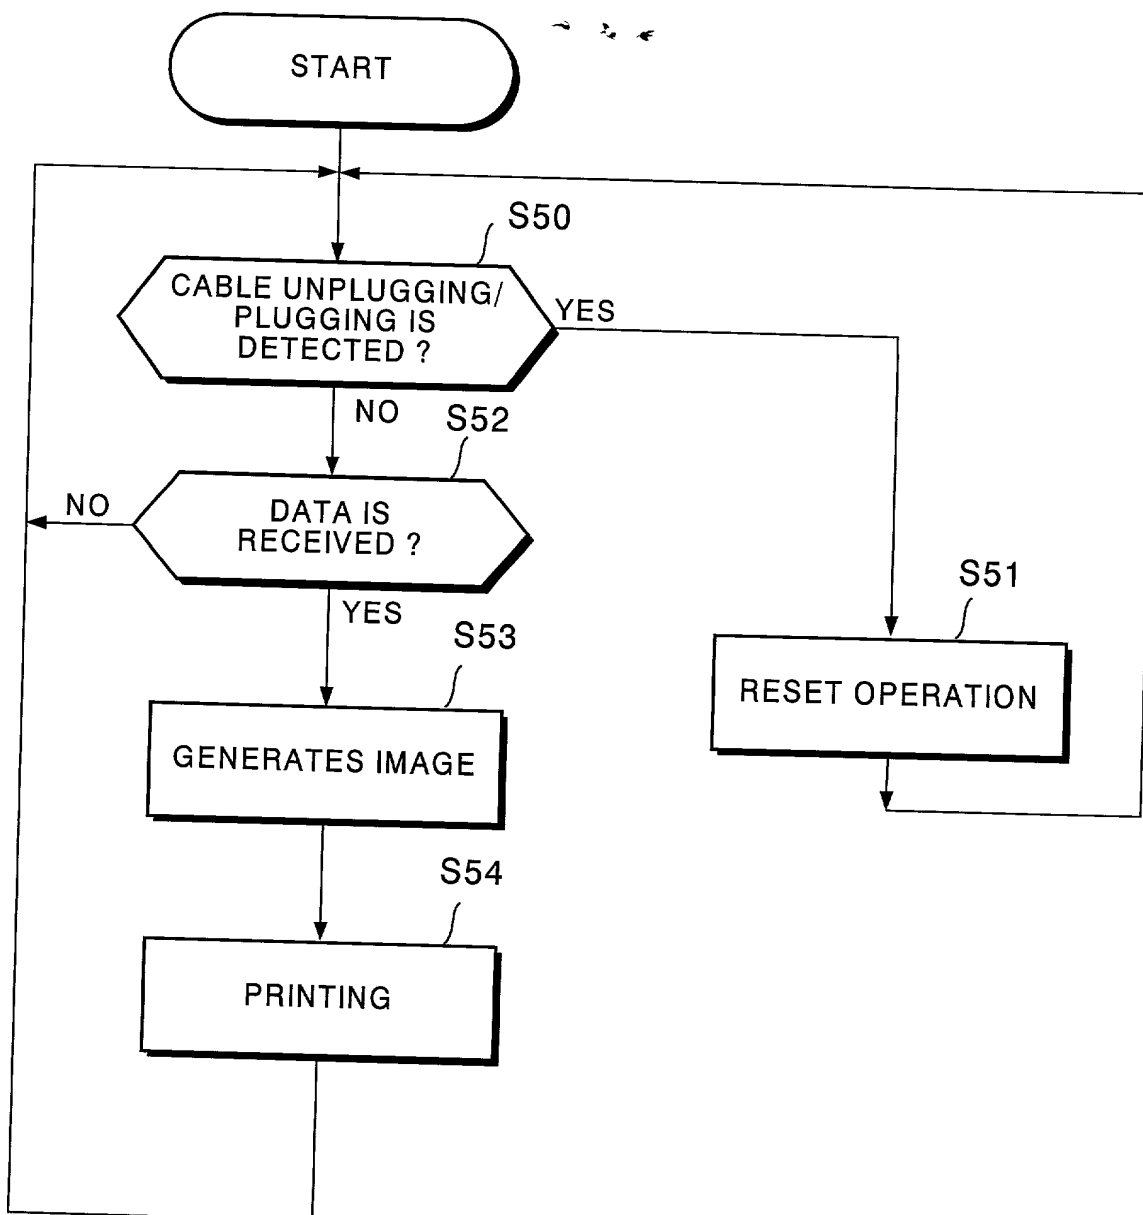 START
S50
CABLE UNPLUGGING/
PLUGGING IS
DETECTED ?
YES
NO
S52
DATA IS
RECEIVED ?
NO
YES
S51
RESET OPERATION
S53
GENERATES IMAGE
S54
PRINTING